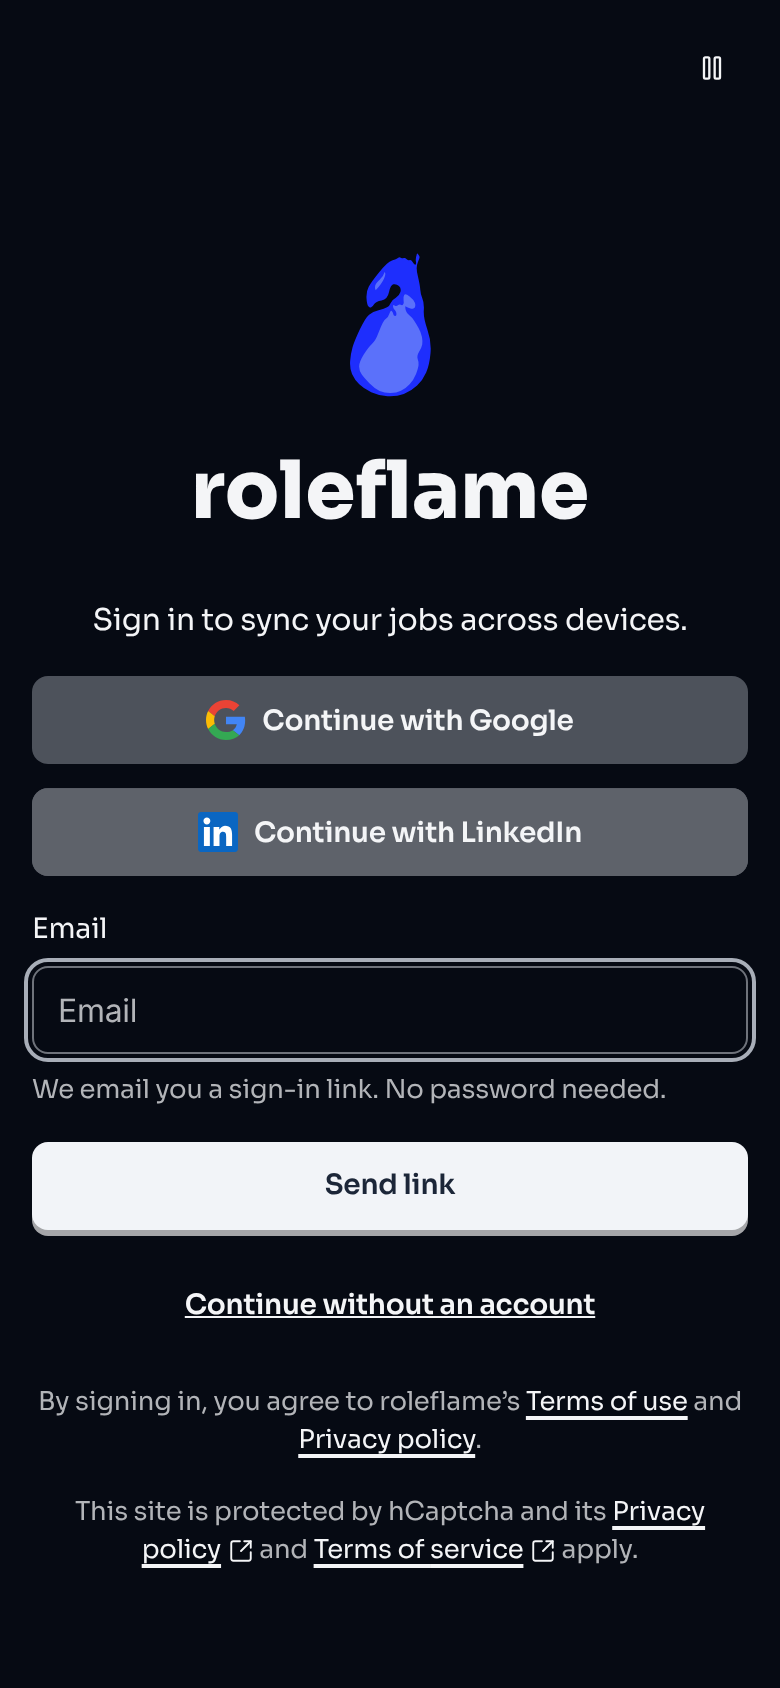 roleflame
Sign in to sync your jobs across devices.
Continue with Google
in Continue with LinkedIn
Email
Email
We email you a sign-in link. No password needed.
Send link
Continue without an account
By signing in, you agree to roleflame’s Terms of use and
Privacy policy.
This site is protected by hCaptcha and its Privacy
policy and Terms of service apply.